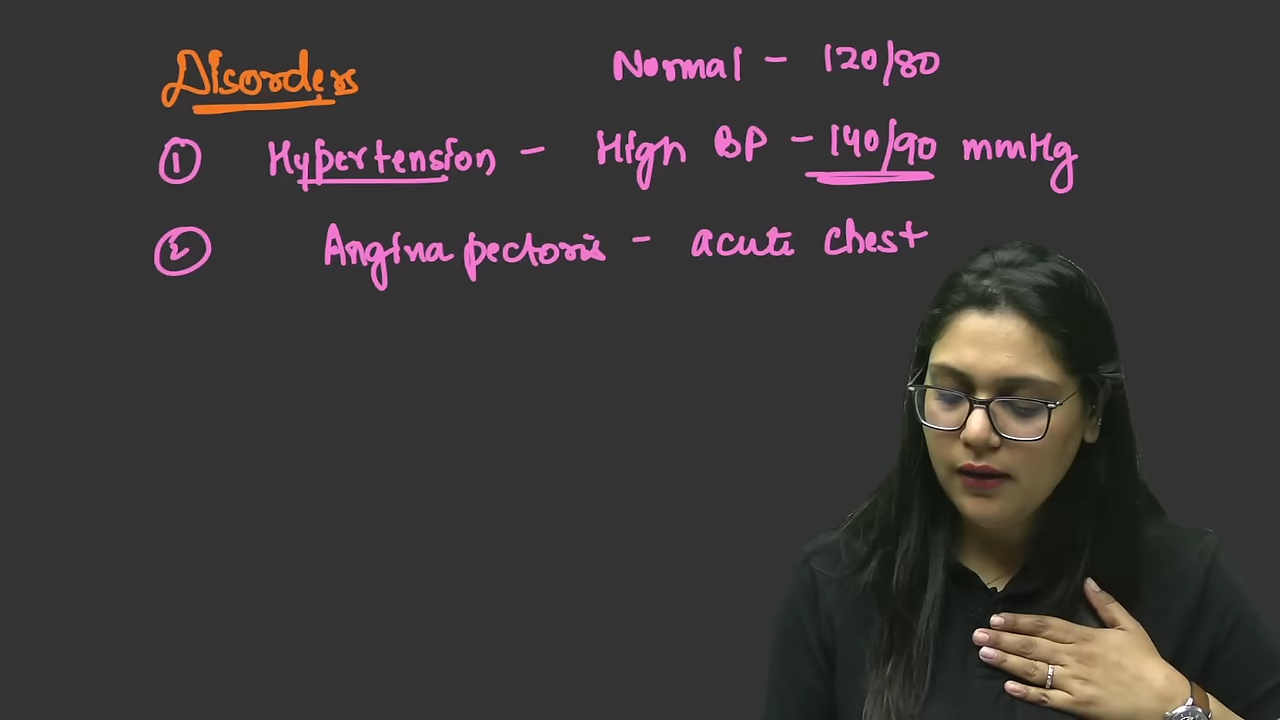 Disorders
Normal - 120/80
① Hypertension - High BP - 140/90 mmHg
② Angina pectoris - acute chest